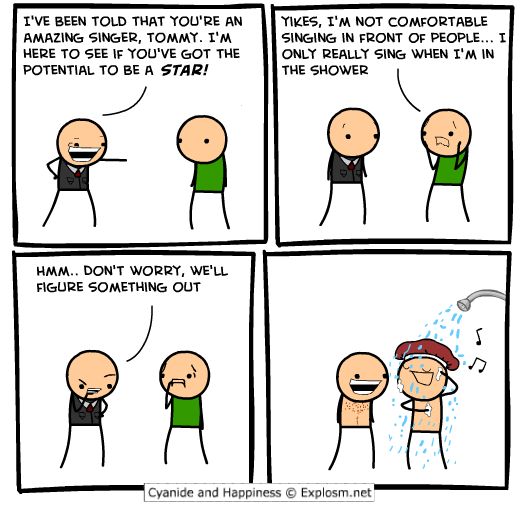 I'VE BEEN TOLD THAT YOU'RE AN
AMAZING SINGER, TOMMY. I'M
HERE TO SEE IF YOU'VE GOT THE
POTENTIAL TO BE A STAR!
YIKES, I'M NOT COMFORTABLE
SINGING IN FRONT OF PEOPLE... I
ONLY REALLY SING WHEN I'M IN
THE SHOWER
HMM.. DON'T WORRY, WE'LL
FIGURE SOMETHING OUT
Cyanide and Happiness © Explosm.net